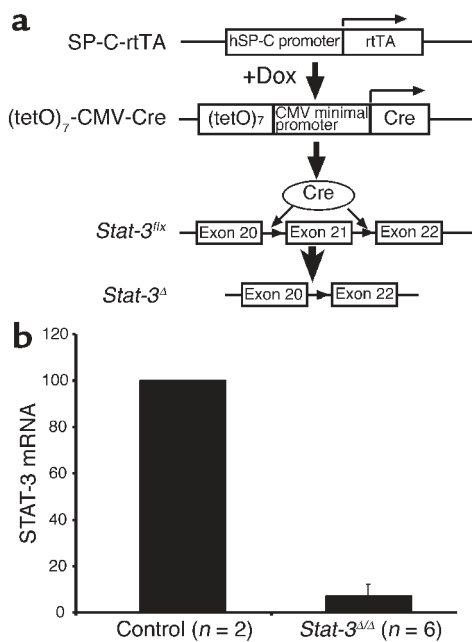 a
SP-C-rtTA
hSP-C promoter rtTA
+Dox
(tetO)7-CMV-Cre
(tetO)7 CMV minimal promoter Cre
Cre
Stat-3flx
Exon 20 Exon 21 Exon 22
Stat-3Δ
Exon 20 Exon 22
b
120
100
80
60
40
20
0
STAT-3 mRNA
Control (n = 2) Stat-3Δ/Δ (n = 6)